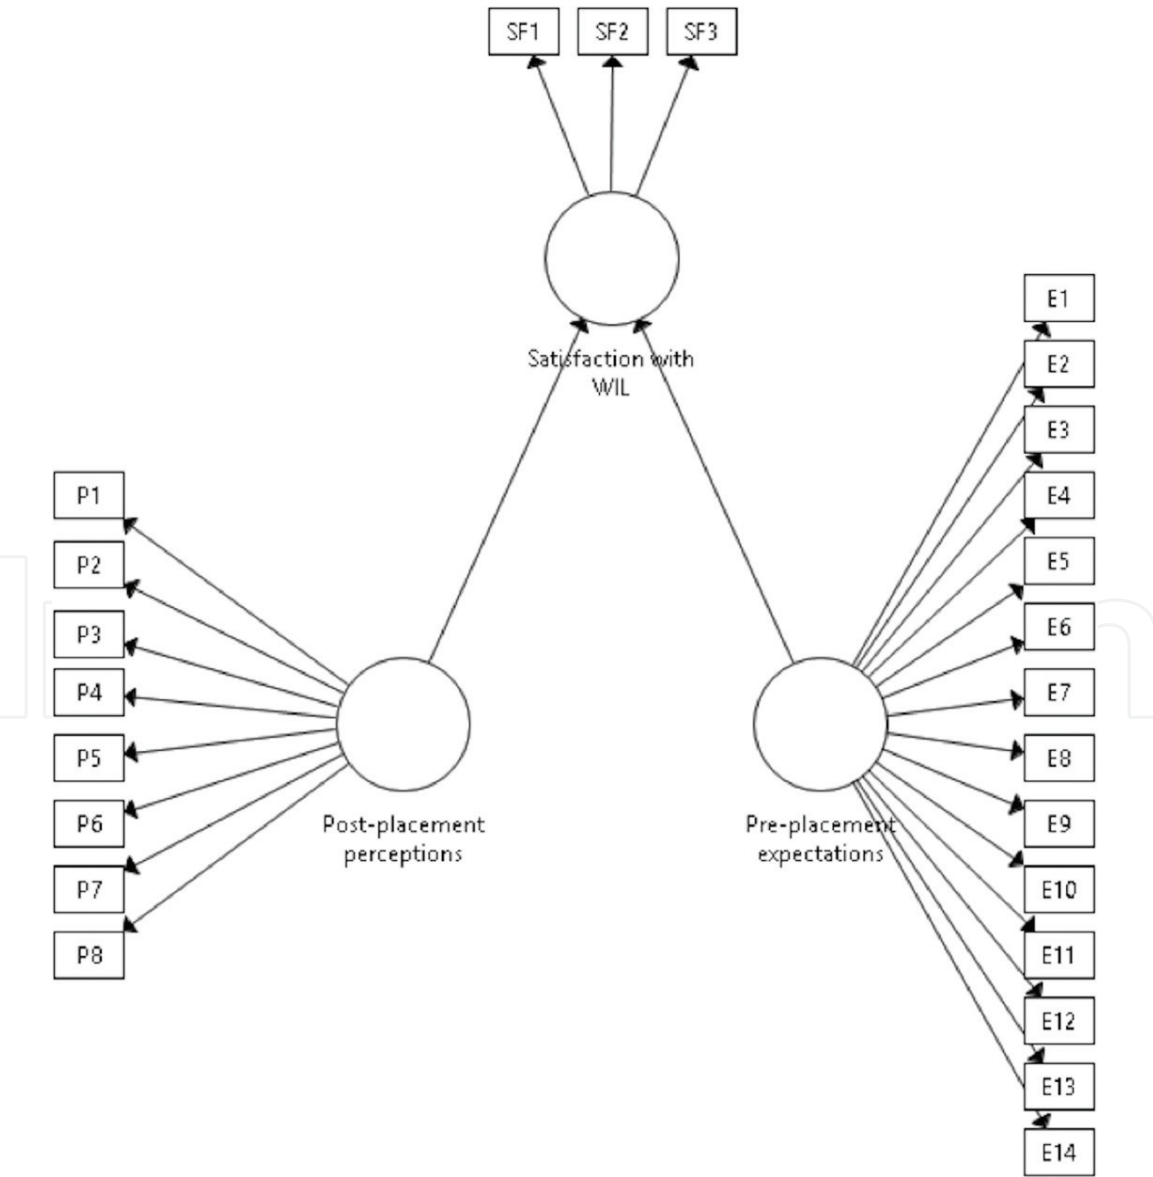 SF1
SF2
SF3
Satisfaction with
WIL
P1
P2
P3
P4
P5
P6
P7
P8
Post-placement
perceptions
Pre-placement
expectations
E1
E2
E3
E4
E5
E6
E7
E8
E9
E10
E11
E12
E13
E14